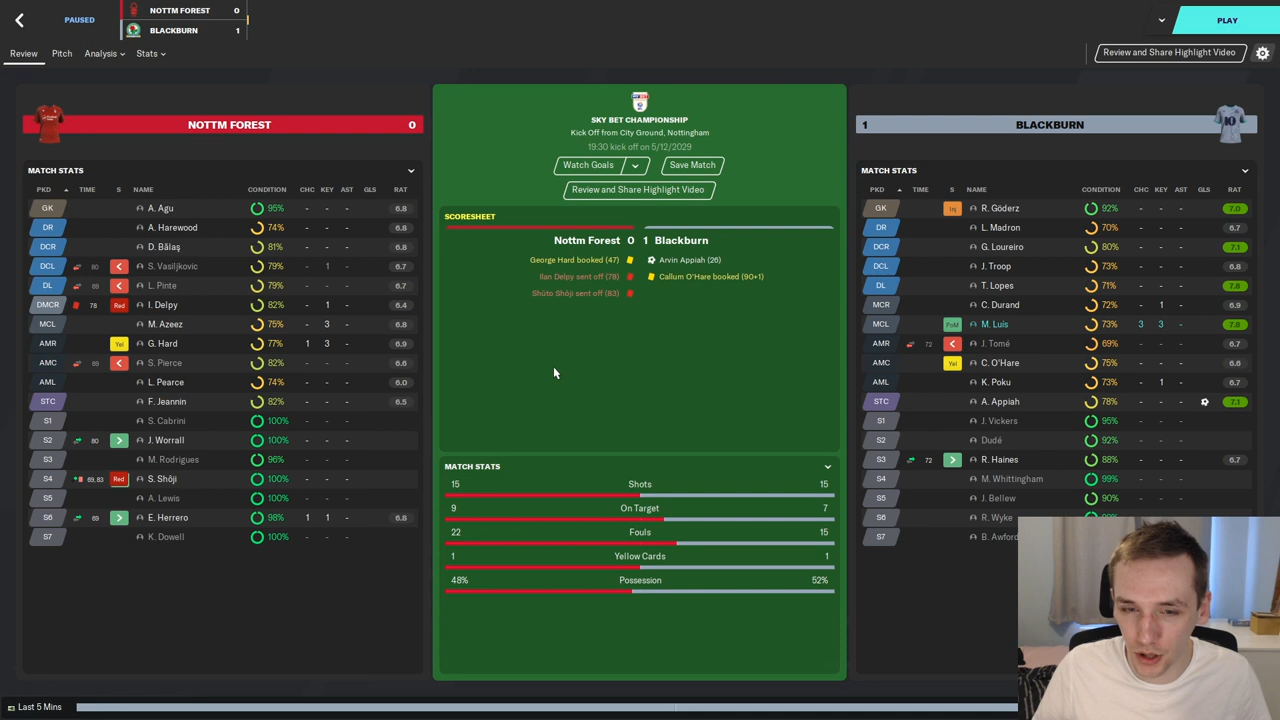 PAUSED
NOTTM FOREST 0
BLACKBURN 1
PLAY
Review Pitch Analysis Stats
Review and Share Highlight Video
NOTTM FOREST 0
SKY BET CHAMPIONSHIP
Kick Off from City Ground, Nottingham
19:30 kick off on 5/12/2029
Watch Goals Save Match
Review and Share Highlight Video
1 BLACKBURN
10
MATCH STATS
PKD TIME S NAME CONDITION CHC KEY AST GLS RAT
GK A. Agu 95% - - - - 6.8
DR A. Harewood 74% - - - - 6.8
DCR D. Bălaş 81% - - - - 6.8
DCL 80 S. Vasiljkovic 79% - 1 - - 6.7
DL 69 L. Pinte 79% - - - - 6.7
DMCR 78 Red I. Delpy 82% - 1 - - 6.4
MCL M. Azeez 75% - 3 - - 6.8
AMR Yel G. Hard 77% 1 3 - - 6.9
AMC 69 S. Pierce 82% - - - - 6.6
AML L. Pearce 74% - - - - 6.0
STC F. Jeannin 82% - - - - 6.5
S1 S. Cabrini 100%
S2 80 J. Worrall 100% - - - -
S3 M. Rodrigues 96%
S4 69,83 Red S. Shōji 100% - - - -
S5 A. Lewis 100%
S6 69 E. Herrero 98% 1 1 - - 6.8
S7 K. Dowell 100%
SCORESHEET
Nottm Forest 0 1 Blackburn
George Hard booked (47) Arvin Appiah (26)
Ilan Delpy sent off (78) Callum O'Hare booked (90+1)
Shūto Shōji sent off (83)
MATCH STATS
15 Shots 15
9 On Target 7
22 Fouls 15
1 Yellow Cards 1
48% Possession 52%
MATCH STATS
PKD TIME S NAME CONDITION CHC KEY AST GLS RAT
GK Inj R. Göderz 92% - - - - 7.0
DR L. Madron 70% - - - - 6.7
DCR G. Loureiro 80% - - - - 7.1
DCL J. Troop 73% - - - - 6.8
DL T. Lopes 71% - - - - 7.8
MCR C. Durand 72% - 1 - - 6.9
MCL PoM M. Luis 73% 3 3 - - 7.8
AMR 72 J. Tomé 69% - - - - 6.7
AMC Yel C. O'Hare 75% - - - - 6.6
AML K. Poku 73% - 1 - - 6.7
STC A. Appiah 78% - - - 7.1
S1 J. Vickers 95%
S2 Dudé 92%
S3 72 R. Haines 88% - - - - 6.7
S4 M. Whittingham 99%
S5 J. Bellew 90%
S6 R. Wyke
S7 B. Awford
Last 5 Mins